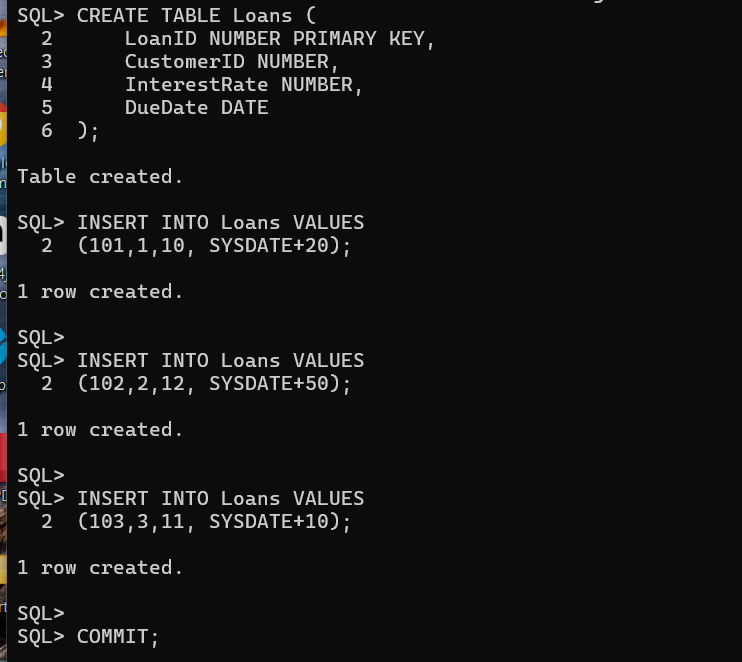 SQL> CREATE TABLE Loans (
  2      LoanID NUMBER PRIMARY KEY,
  3      CustomerID NUMBER,
  4      InterestRate NUMBER,
  5      DueDate DATE
  6  );
Table created.
SQL> INSERT INTO Loans VALUES
  2  (101,1,10, SYSDATE+20);
1 row created.
SQL>
SQL> INSERT INTO Loans VALUES
  2  (102,2,12, SYSDATE+50);
1 row created.
SQL>
SQL> INSERT INTO Loans VALUES
  2  (103,3,11, SYSDATE+10);
1 row created.
SQL>
SQL> COMMIT;